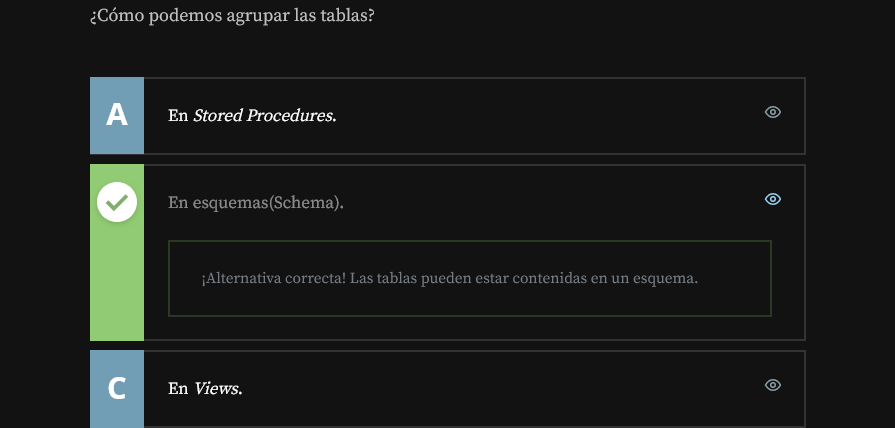 ¿Cómo podemos agrupar las tablas?
A
En Stored Procedures.
En esquemas(Schema).
¡Alternativa correcta! Las tablas pueden estar contenidas en un esquema.
C
En Views.